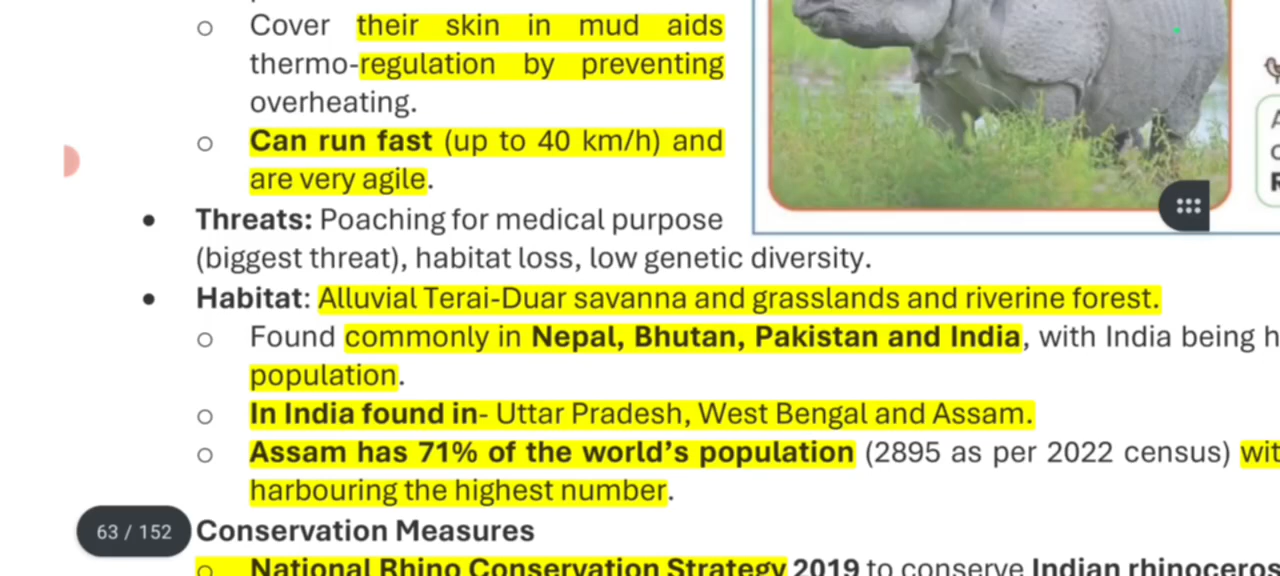 Cover their skin in mud aids
thermo-regulation by preventing
overheating.
Can run fast (up to 40 km/h) and
are very agile.
Threats: Poaching for medical purpose
(biggest threat), habitat loss, low genetic diversity.
Habitat: Alluvial Terai-Duar savanna and grasslands and riverine forest.
Found commonly in Nepal, Bhutan, Pakistan and India, with India being h
population.
In India found in- Uttar Pradesh, West Bengal and Assam.
Assam has 71% of the world’s population (2895 as per 2022 census) wit
harbouring the highest number.
63 / 152
Conservation Measures
National Rhino Conservation Strategy 2019 to conserve Indian rhinoceros